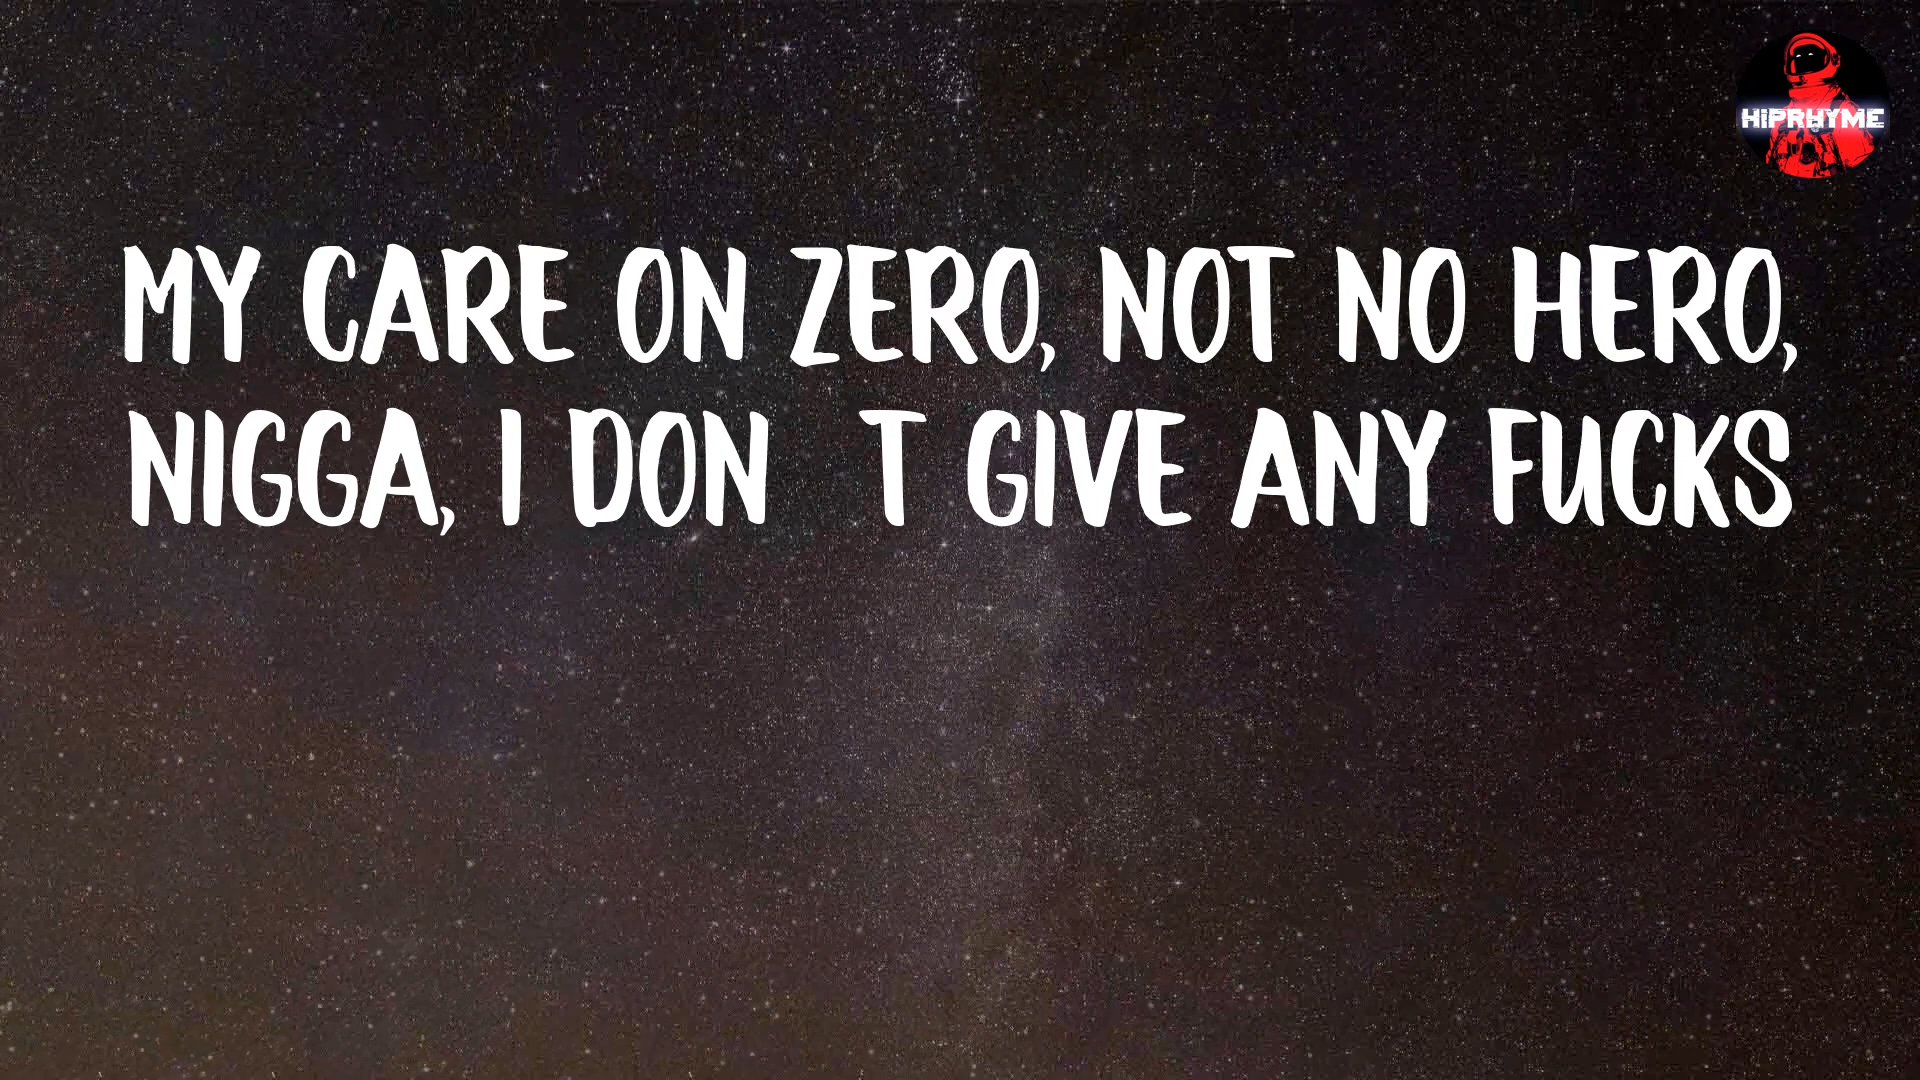 HIPRHYME
MY CARE ON ZERO, NOT NO HERO,
NIGGA, I DON T GIVE ANY FUCKS